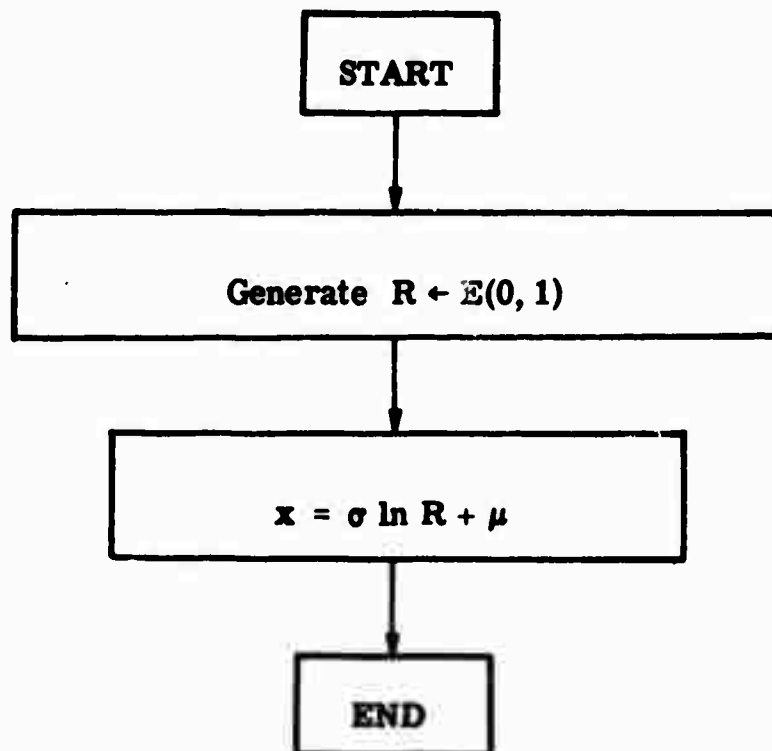 START
Generate R ← E(0, 1)
x = σ ln R + μ
END